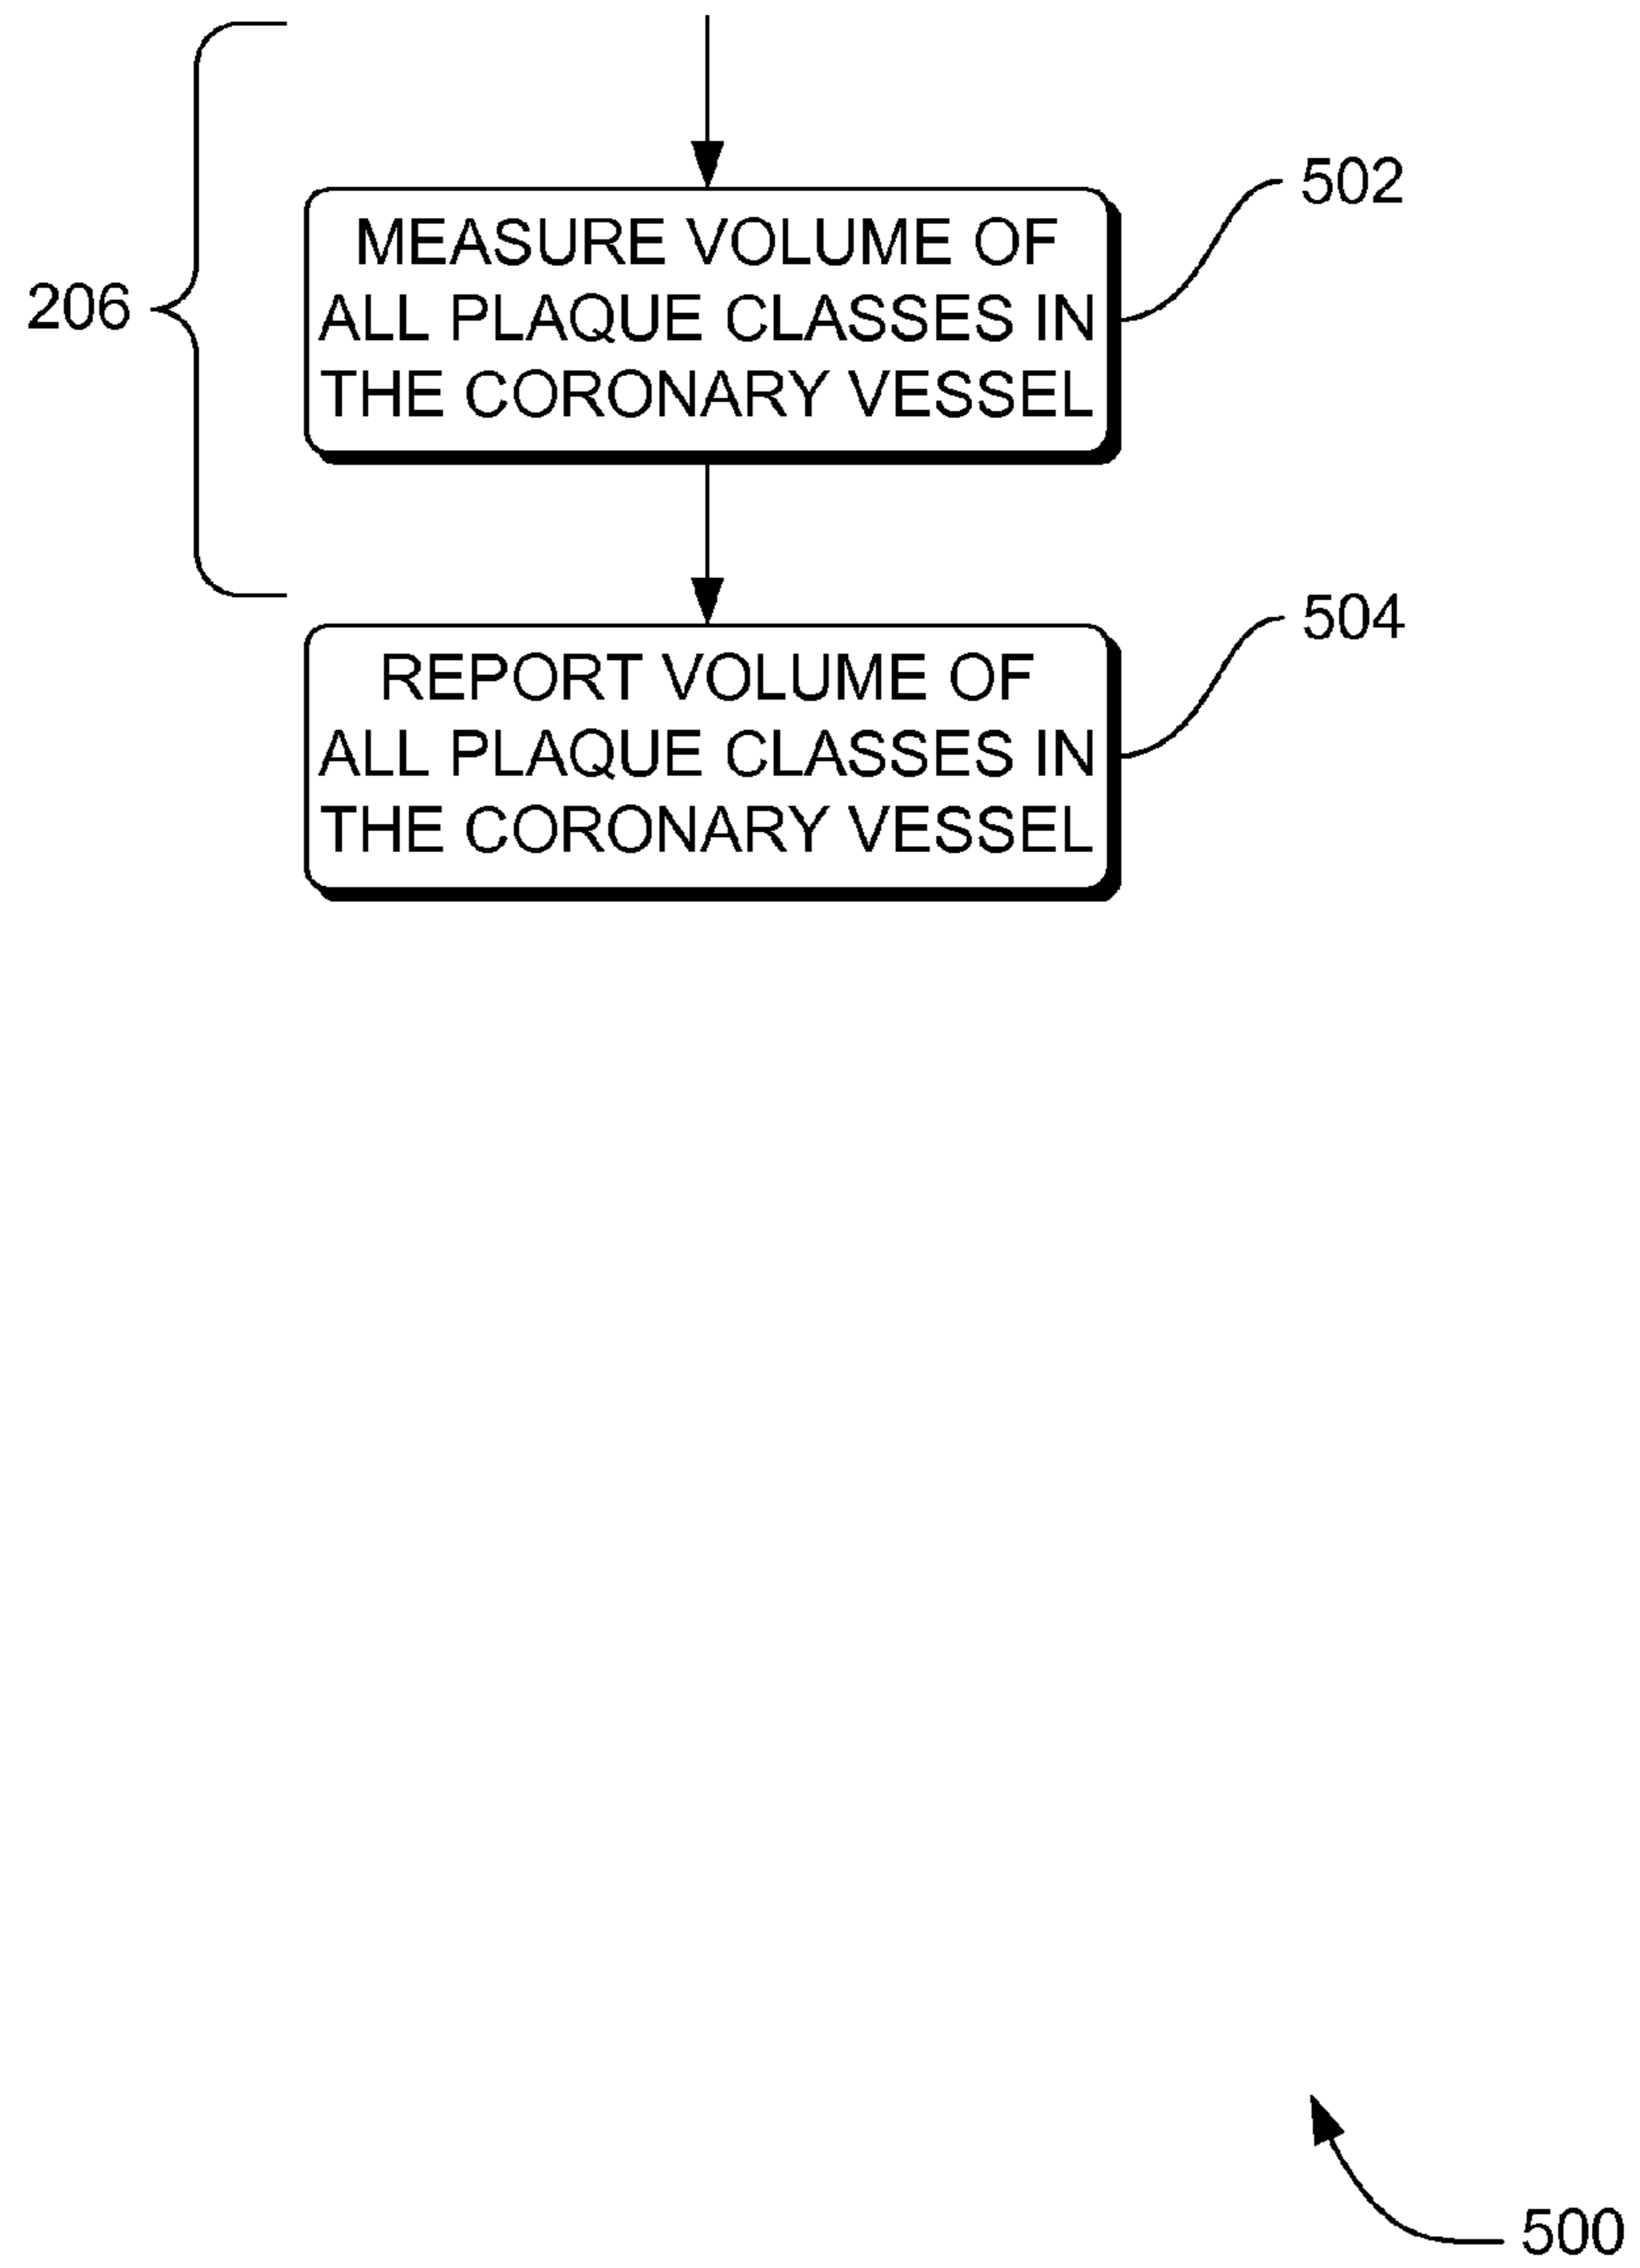 502
MEASURE VOLUME OF
ALL PLAQUE CLASSES IN
THE CORONARY VESSEL
206
504
REPORT VOLUME OF
ALL PLAQUE CLASSES IN
THE CORONARY VESSEL
500